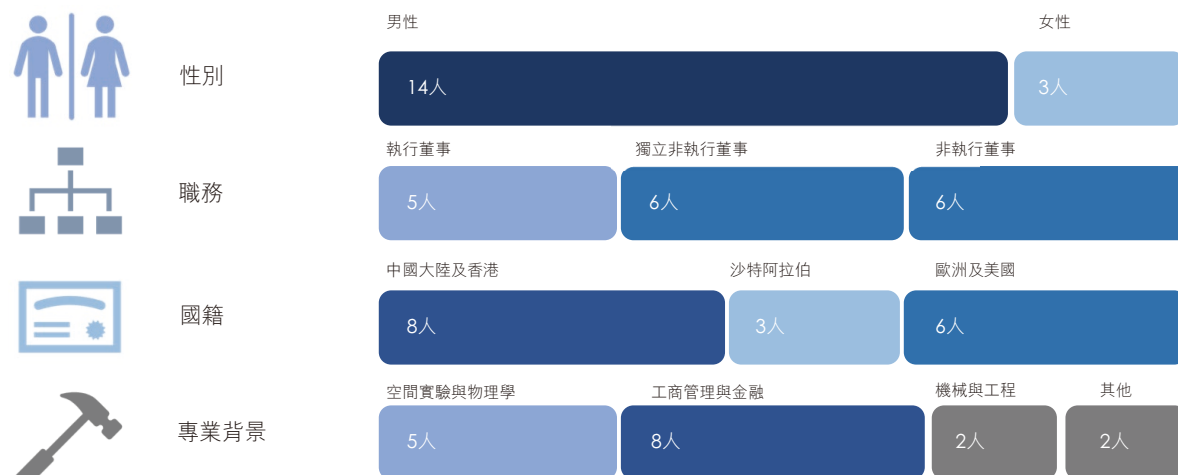 男性 女性
性別
14人 3人
執行董事 獨立非執行董事 非執行董事
職務
5人 6人 6人
中國大陸及香港 沙特阿拉伯 歐洲及美國
國籍
8人 3人 6人
空間實驗與物理學 工商管理與金融 機械與工程 其他
專業背景
5人 8人 2人 2人